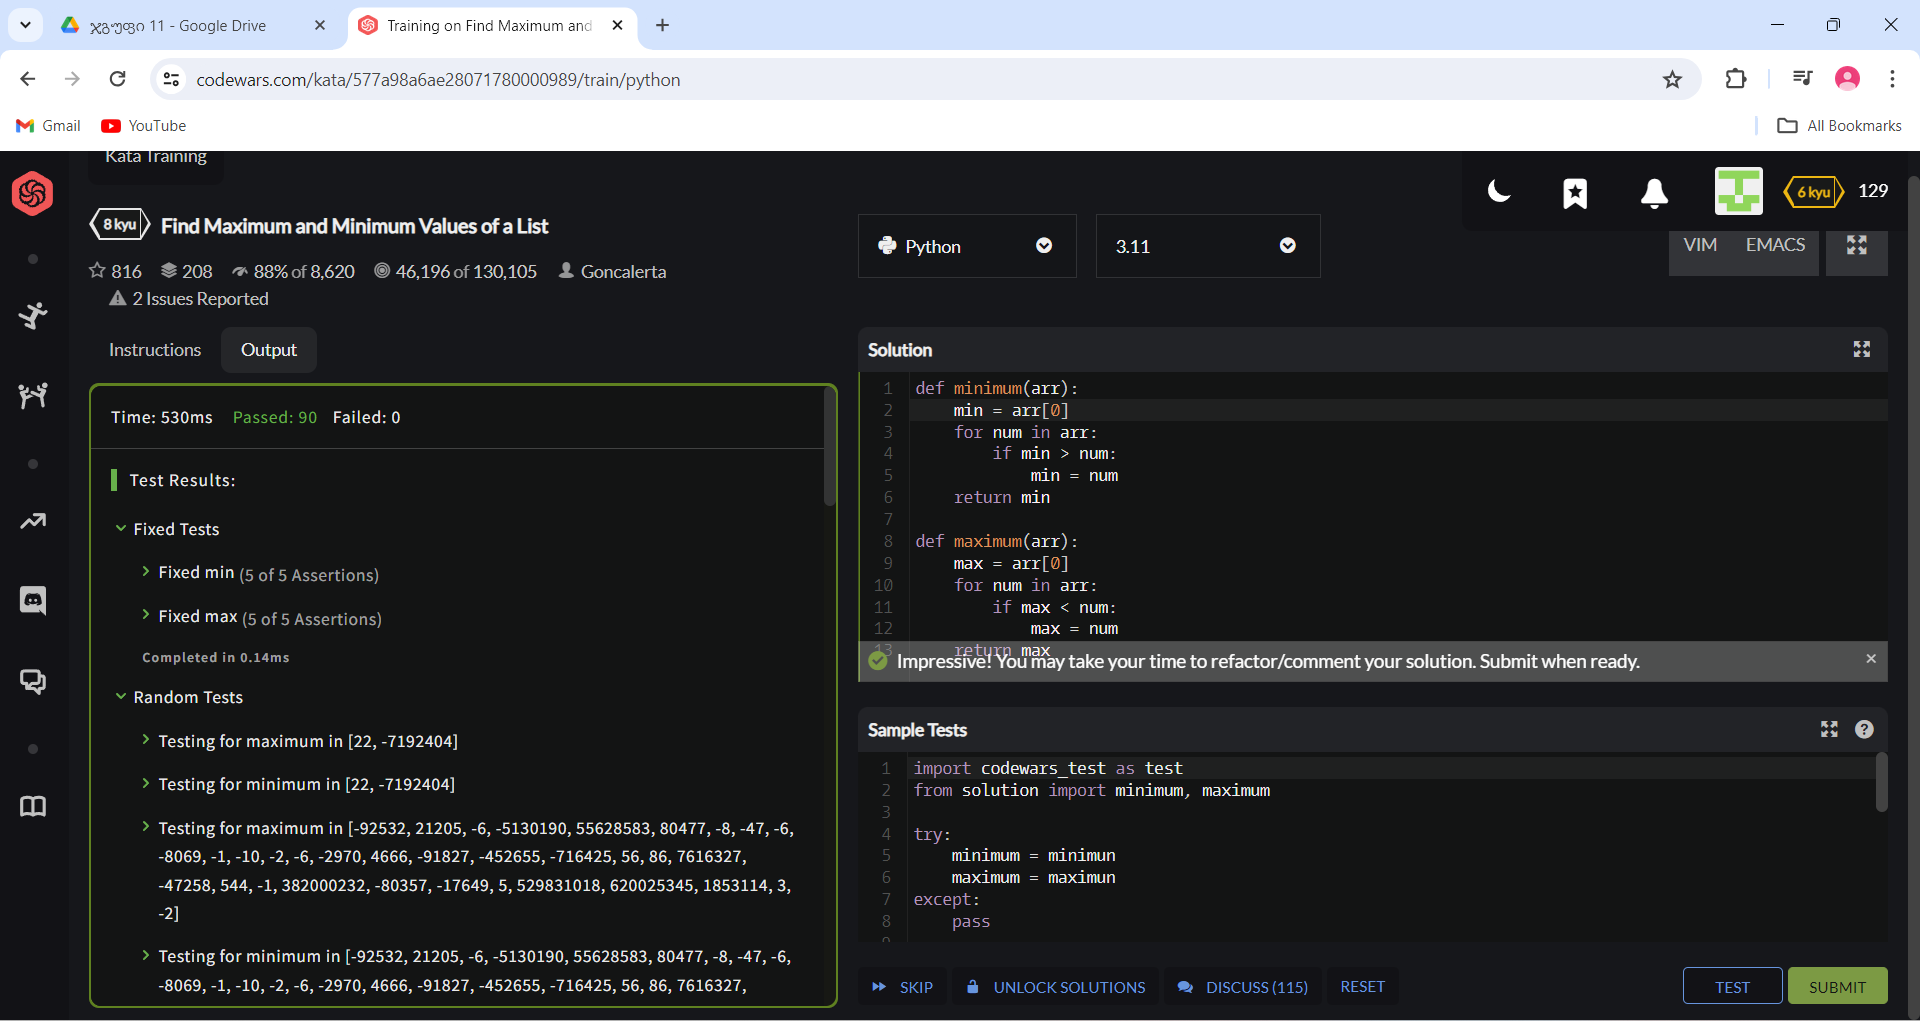 ჯგუფი 11 - Google Drive
Training on Find Maximum and
codewars.com/kata/577a98a6ae28071780000989/train/python
Gmail
YouTube
All Bookmarks
Kata Training
6 kyu
129
8 kyu
Find Maximum and Minimum Values of a List
816 208 88% of 8,620 46,196 of 130,105 Goncalerta
2 Issues Reported
Python
3.11
VIM EMACS
Instructions
Output
Time: 530ms Passed: 90 Failed: 0
Test Results:
Fixed Tests
Fixed min (5 of 5 Assertions)
Fixed max (5 of 5 Assertions)
Completed in 0.14ms
Random Tests
Testing for maximum in [22, -7192404]
Testing for minimum in [22, -7192404]
Testing for maximum in [-92532, 21205, -6, -5130190, 55628583, 80477, -8, -47, -6,
-8069, -1, -10, -2, -6, -2970, 4666, -91827, -452655, -716425, 56, 86, 7616327,
-47258, 544, -1, 382000232, -80357, -17649, 5, 529831018, 620025345, 1853114, 3,
-2]
Testing for minimum in [-92532, 21205, -6, -5130190, 55628583, 80477, -8, -47, -6,
-8069, -1, -10, -2, -6, -2970, 4666, -91827, -452655, -716425, 56, 86, 7616327,
Solution
1 def minimum(arr):
2 min = arr[0]
3 for num in arr:
4 if min > num:
5 min = num
6 return min
7
8 def maximum(arr):
9 max = arr[0]
10 for num in arr:
11 if max < num:
12 max = num
13 return max
Impressive! You may take your time to refactor/comment your solution. Submit when ready.
Sample Tests
1 import codewars_test as test
2 from solution import minimum, maximum
3
4 try:
5 minimum = minimun
6 maximum = maximun
7 except:
8 pass
9
SKIP
UNLOCK SOLUTIONS
DISCUSS (115)
RESET
TEST
SUBMIT